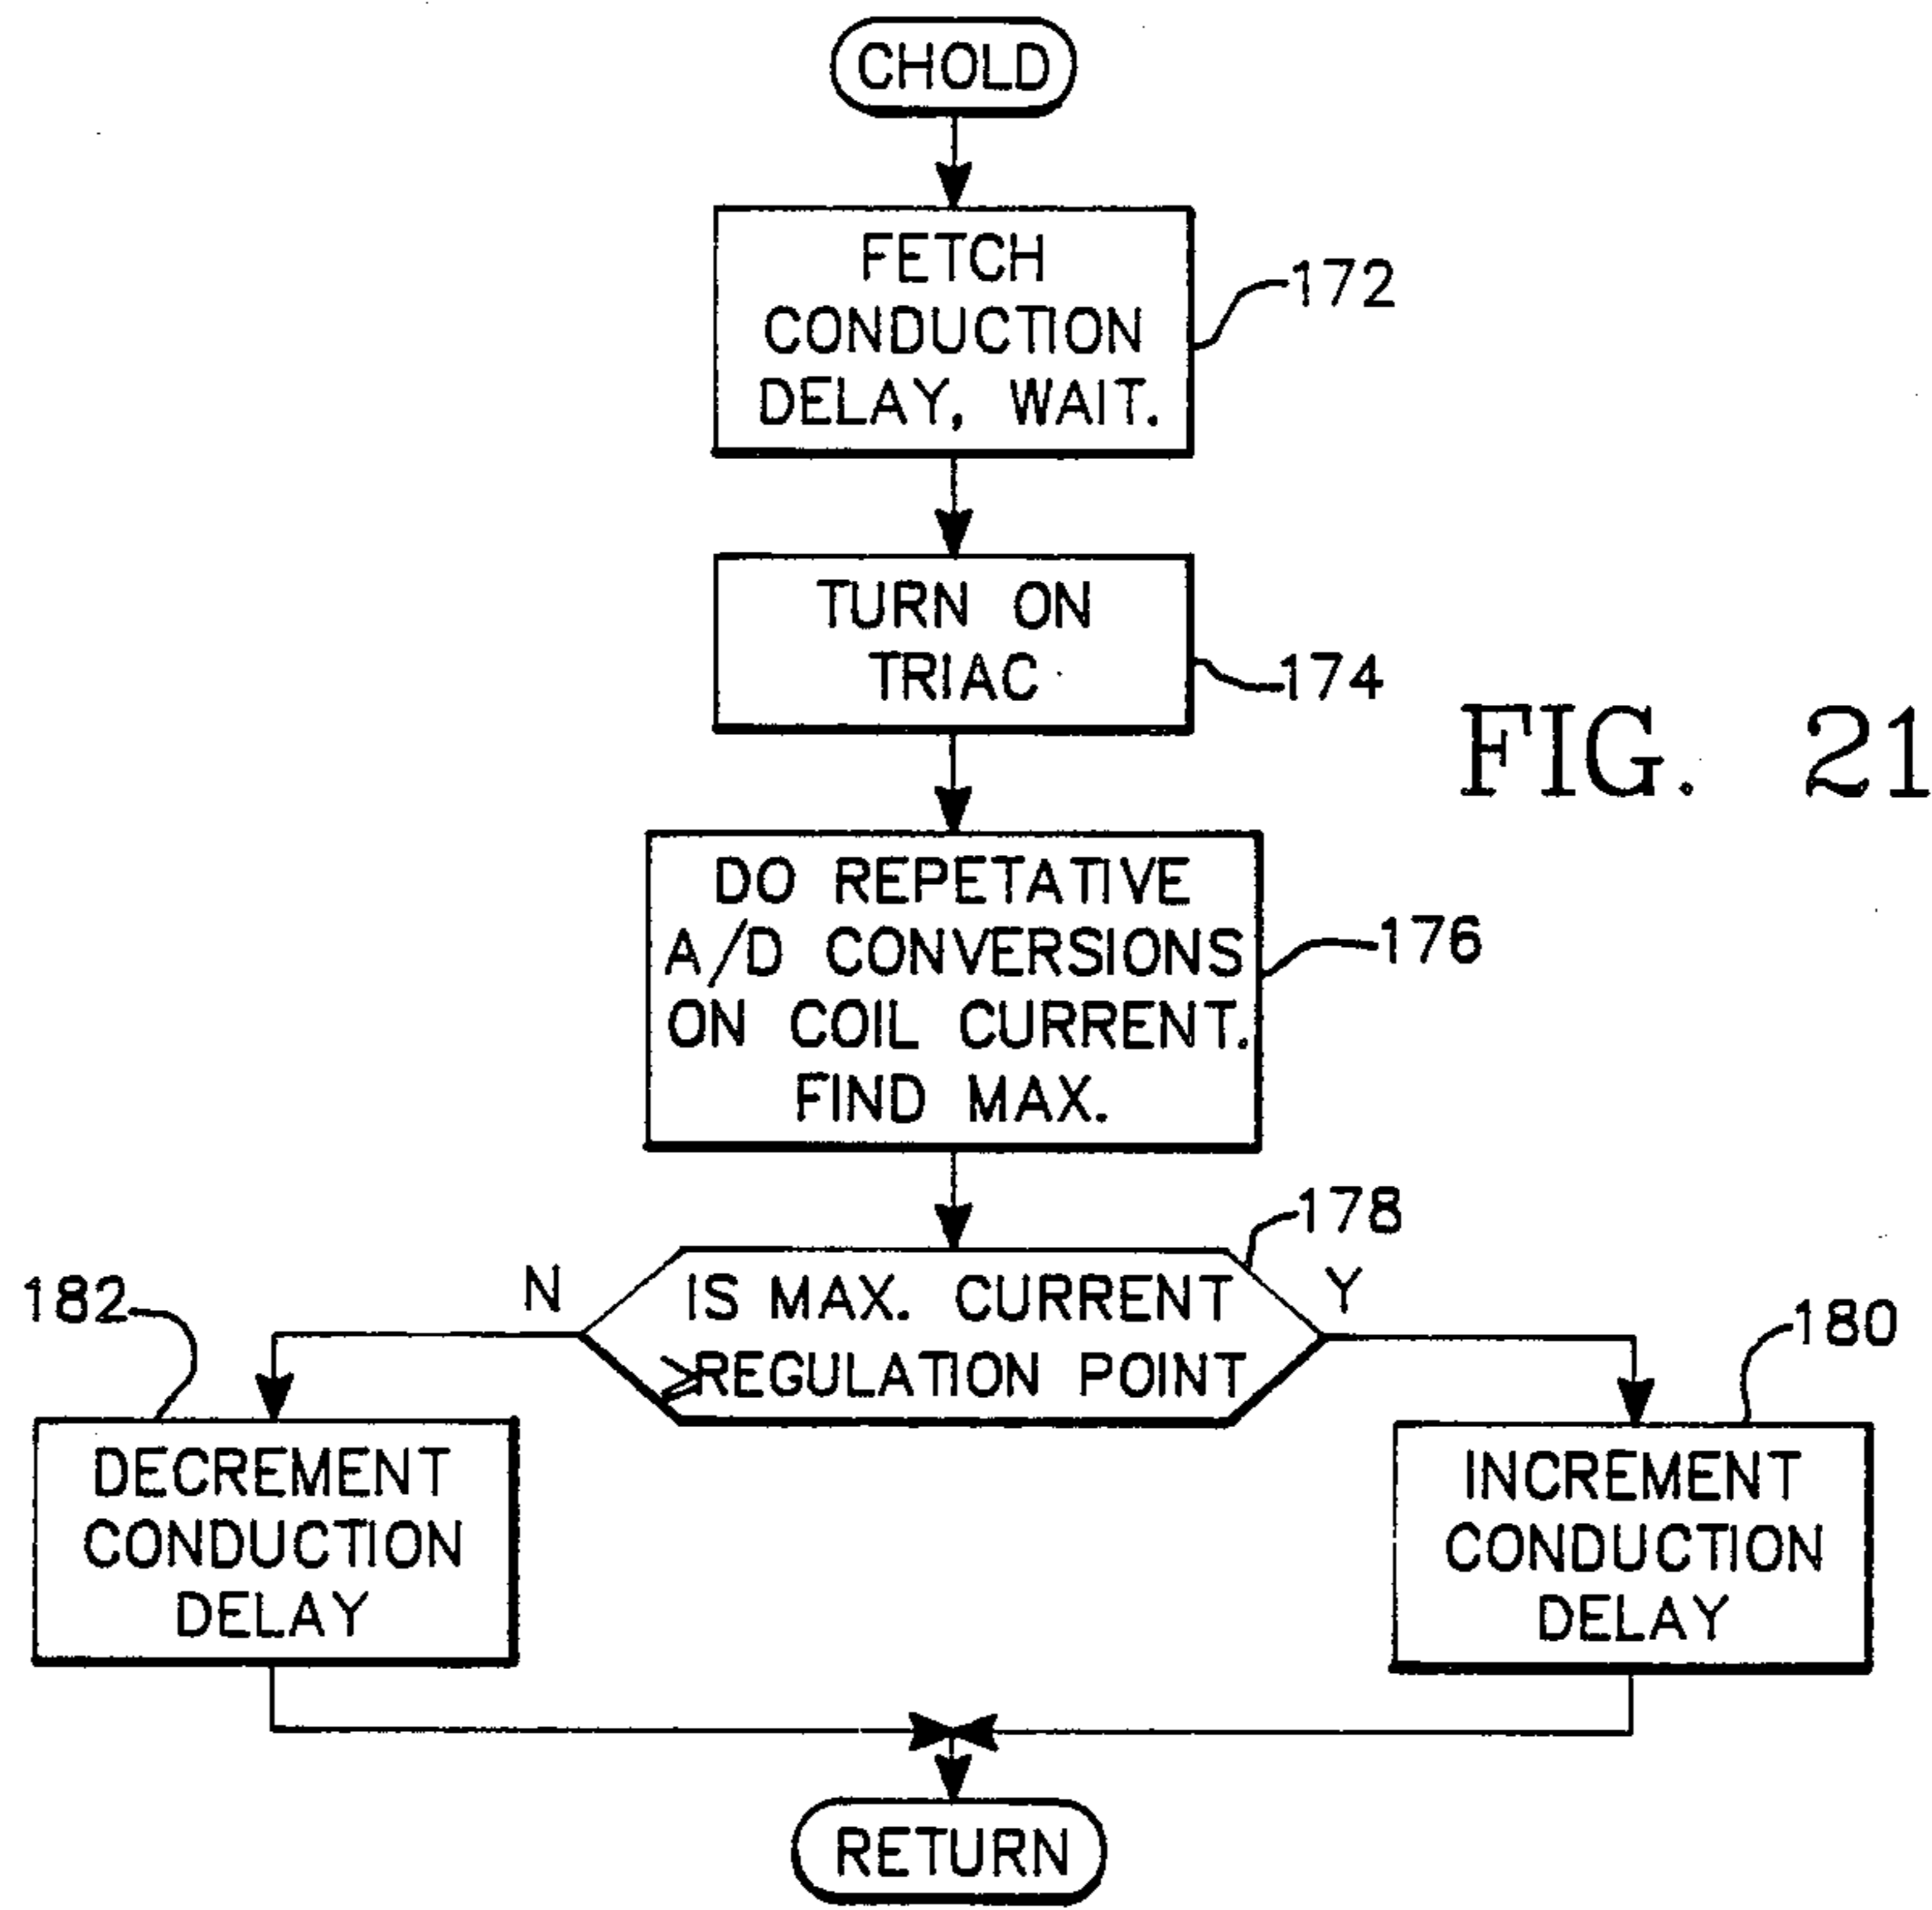 CHOLD
FETCH
CONDUCTION
DELAY, WAIT.
172
TURN ON
TRIAC
174
FIG. 21
DO REPETATIVE
A/D CONVERSIONS
ON COIL CURRENT.
FIND MAX.
176
178
N
IS MAX. CURRENT
≥REGULATION POINT
Y
182
180
DECREMENT
CONDUCTION
DELAY
INCREMENT
CONDUCTION
DELAY
RETURN